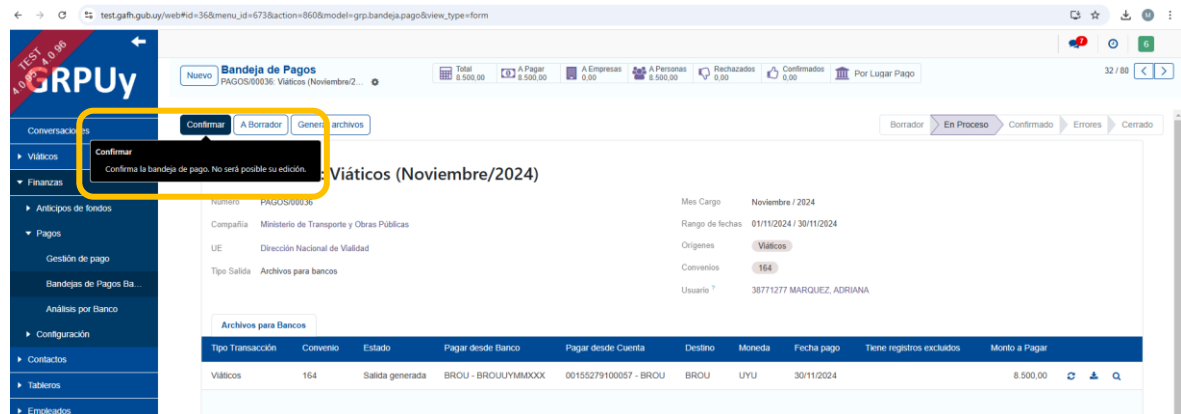 test.gafh.gub.uy/web#id=36&menu_id=673&action=860&model=grp.bandeja.pago&view_type=form
TEST
4.0.95 4.0.96
GRPUy
7
6
Nuevo
Bandeja de Pagos
PAGOS/00036: Viáticos (Noviembre/2...
Total 8.500,00
A Pagar 8.500,00
A Empresas 0,00
A Personas 8.500,00
Rechazados 0,00
Confirmados 0,00
Por Lugar Pago
32 / 80
Confirmar A Borrador Generar archivos
Borrador En Proceso Confirmado Errores Cerrado
Conversaciones
Viáticos
Finanzas
Anticipos de fondos
Pagos
Gestión de pago
Bandejas de Pagos Ba...
Análisis por Banco
Configuración
Contactos
Tableros
Empleados
Confirmar
Confirma la bandeja de pago. No será posible su edición.
: Viáticos (Noviembre/2024)
Número PAGOS/00036
Compañía Ministerio de Transporte y Obras Públicas
UE Dirección Nacional de Vialidad
Tipo Salida Archivos para bancos
Mes Cargo Noviembre / 2024
Rango de fechas 01/11/2024 / 30/11/2024
Orígenes Viáticos
Convenios 164
Usuario ? 38771277 MARQUEZ, ADRIANA
Archivos para Bancos
Tipo Transacción Convenio Estado Pagar desde Banco Pagar desde Cuenta Destino Moneda Fecha pago Tiene registros excluidos Monto a Pagar
Viáticos 164 Salida generada BROU - BROUUYMMXXX 00155279100057 - BROU BROU UYU 30/11/2024 8.500,00